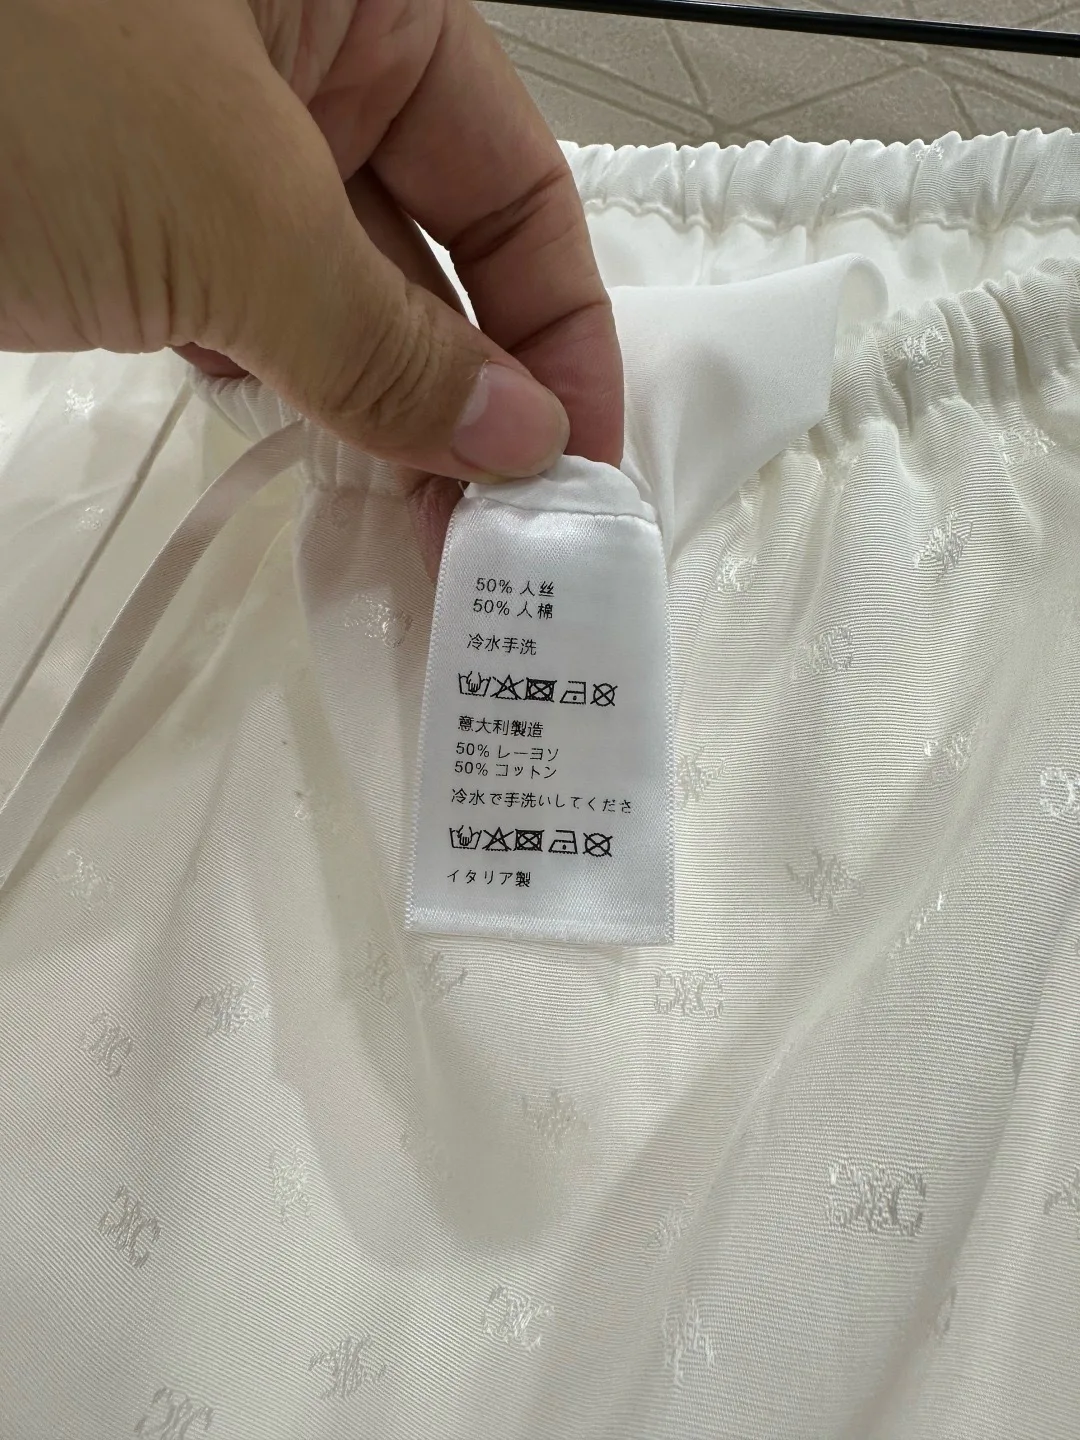 50% 人丝
50% 人棉
冷水手洗
意大利製造
50% レーヨソ
50% コットン
冷水で手洗いしてくださ
イタリア製